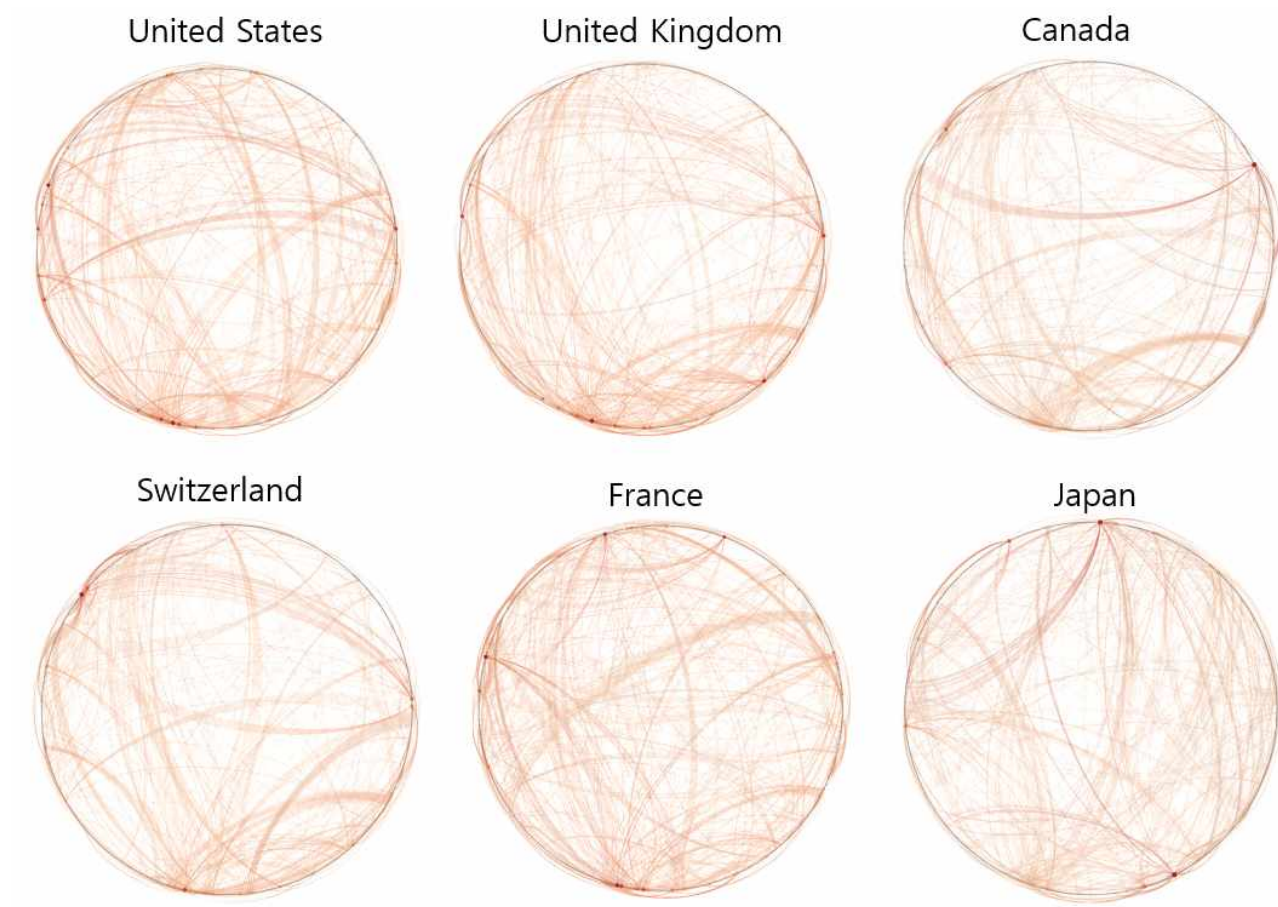 United States
United Kingdom
Canada
Switzerland
France
Japan